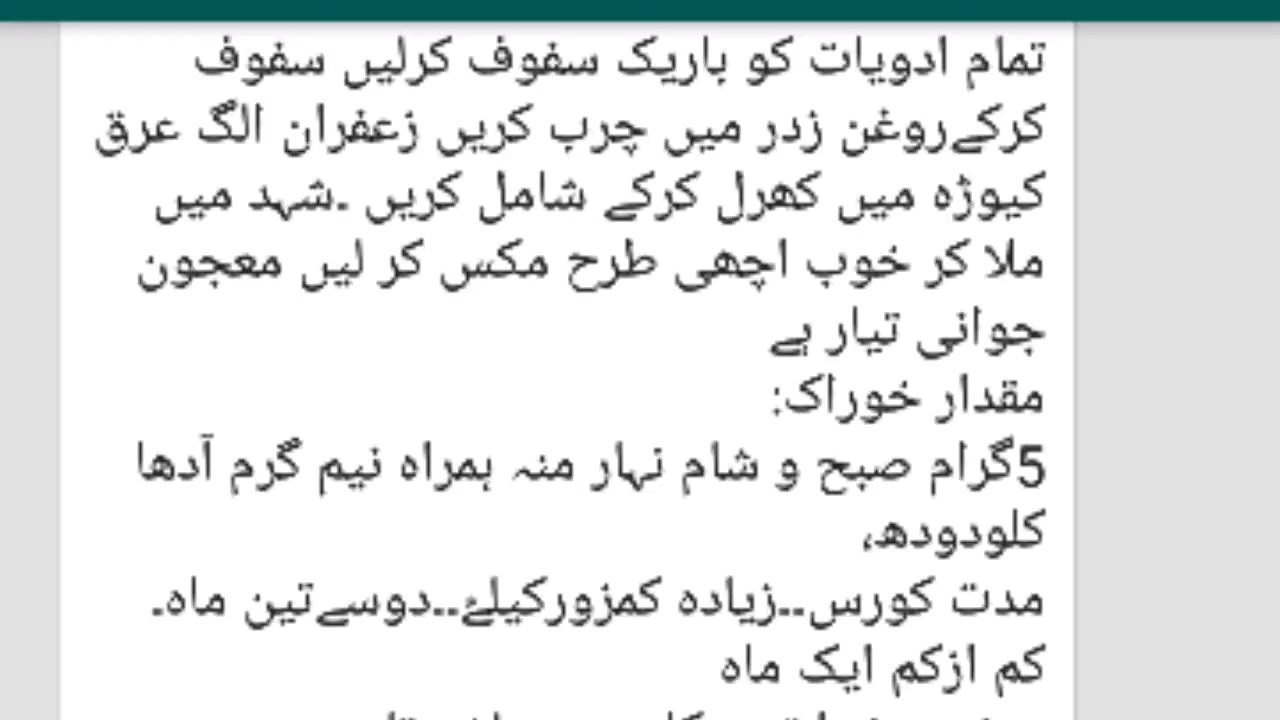 تمام ادویات کو باریک سفوف کرلیں سفوف
کرکےروغن زدر میں چرب کریں زعفران الگ عرق
کیوڑہ میں کھرل کرکے شامل کریں ۔شہد میں
ملا کر خوب اچھی طرح مکس کر لیں معجون
جوانی تیار ہے
مقدار خوراک:
5گرام صبح و شام نہار منہ ہمراہ نیم گرم آدھا
کلودودھ،
مدت کورس۔۔زیادہ کمزورکیلۓ۔۔دوسےتین ماہ۔
کم ازکم ایک ماہ